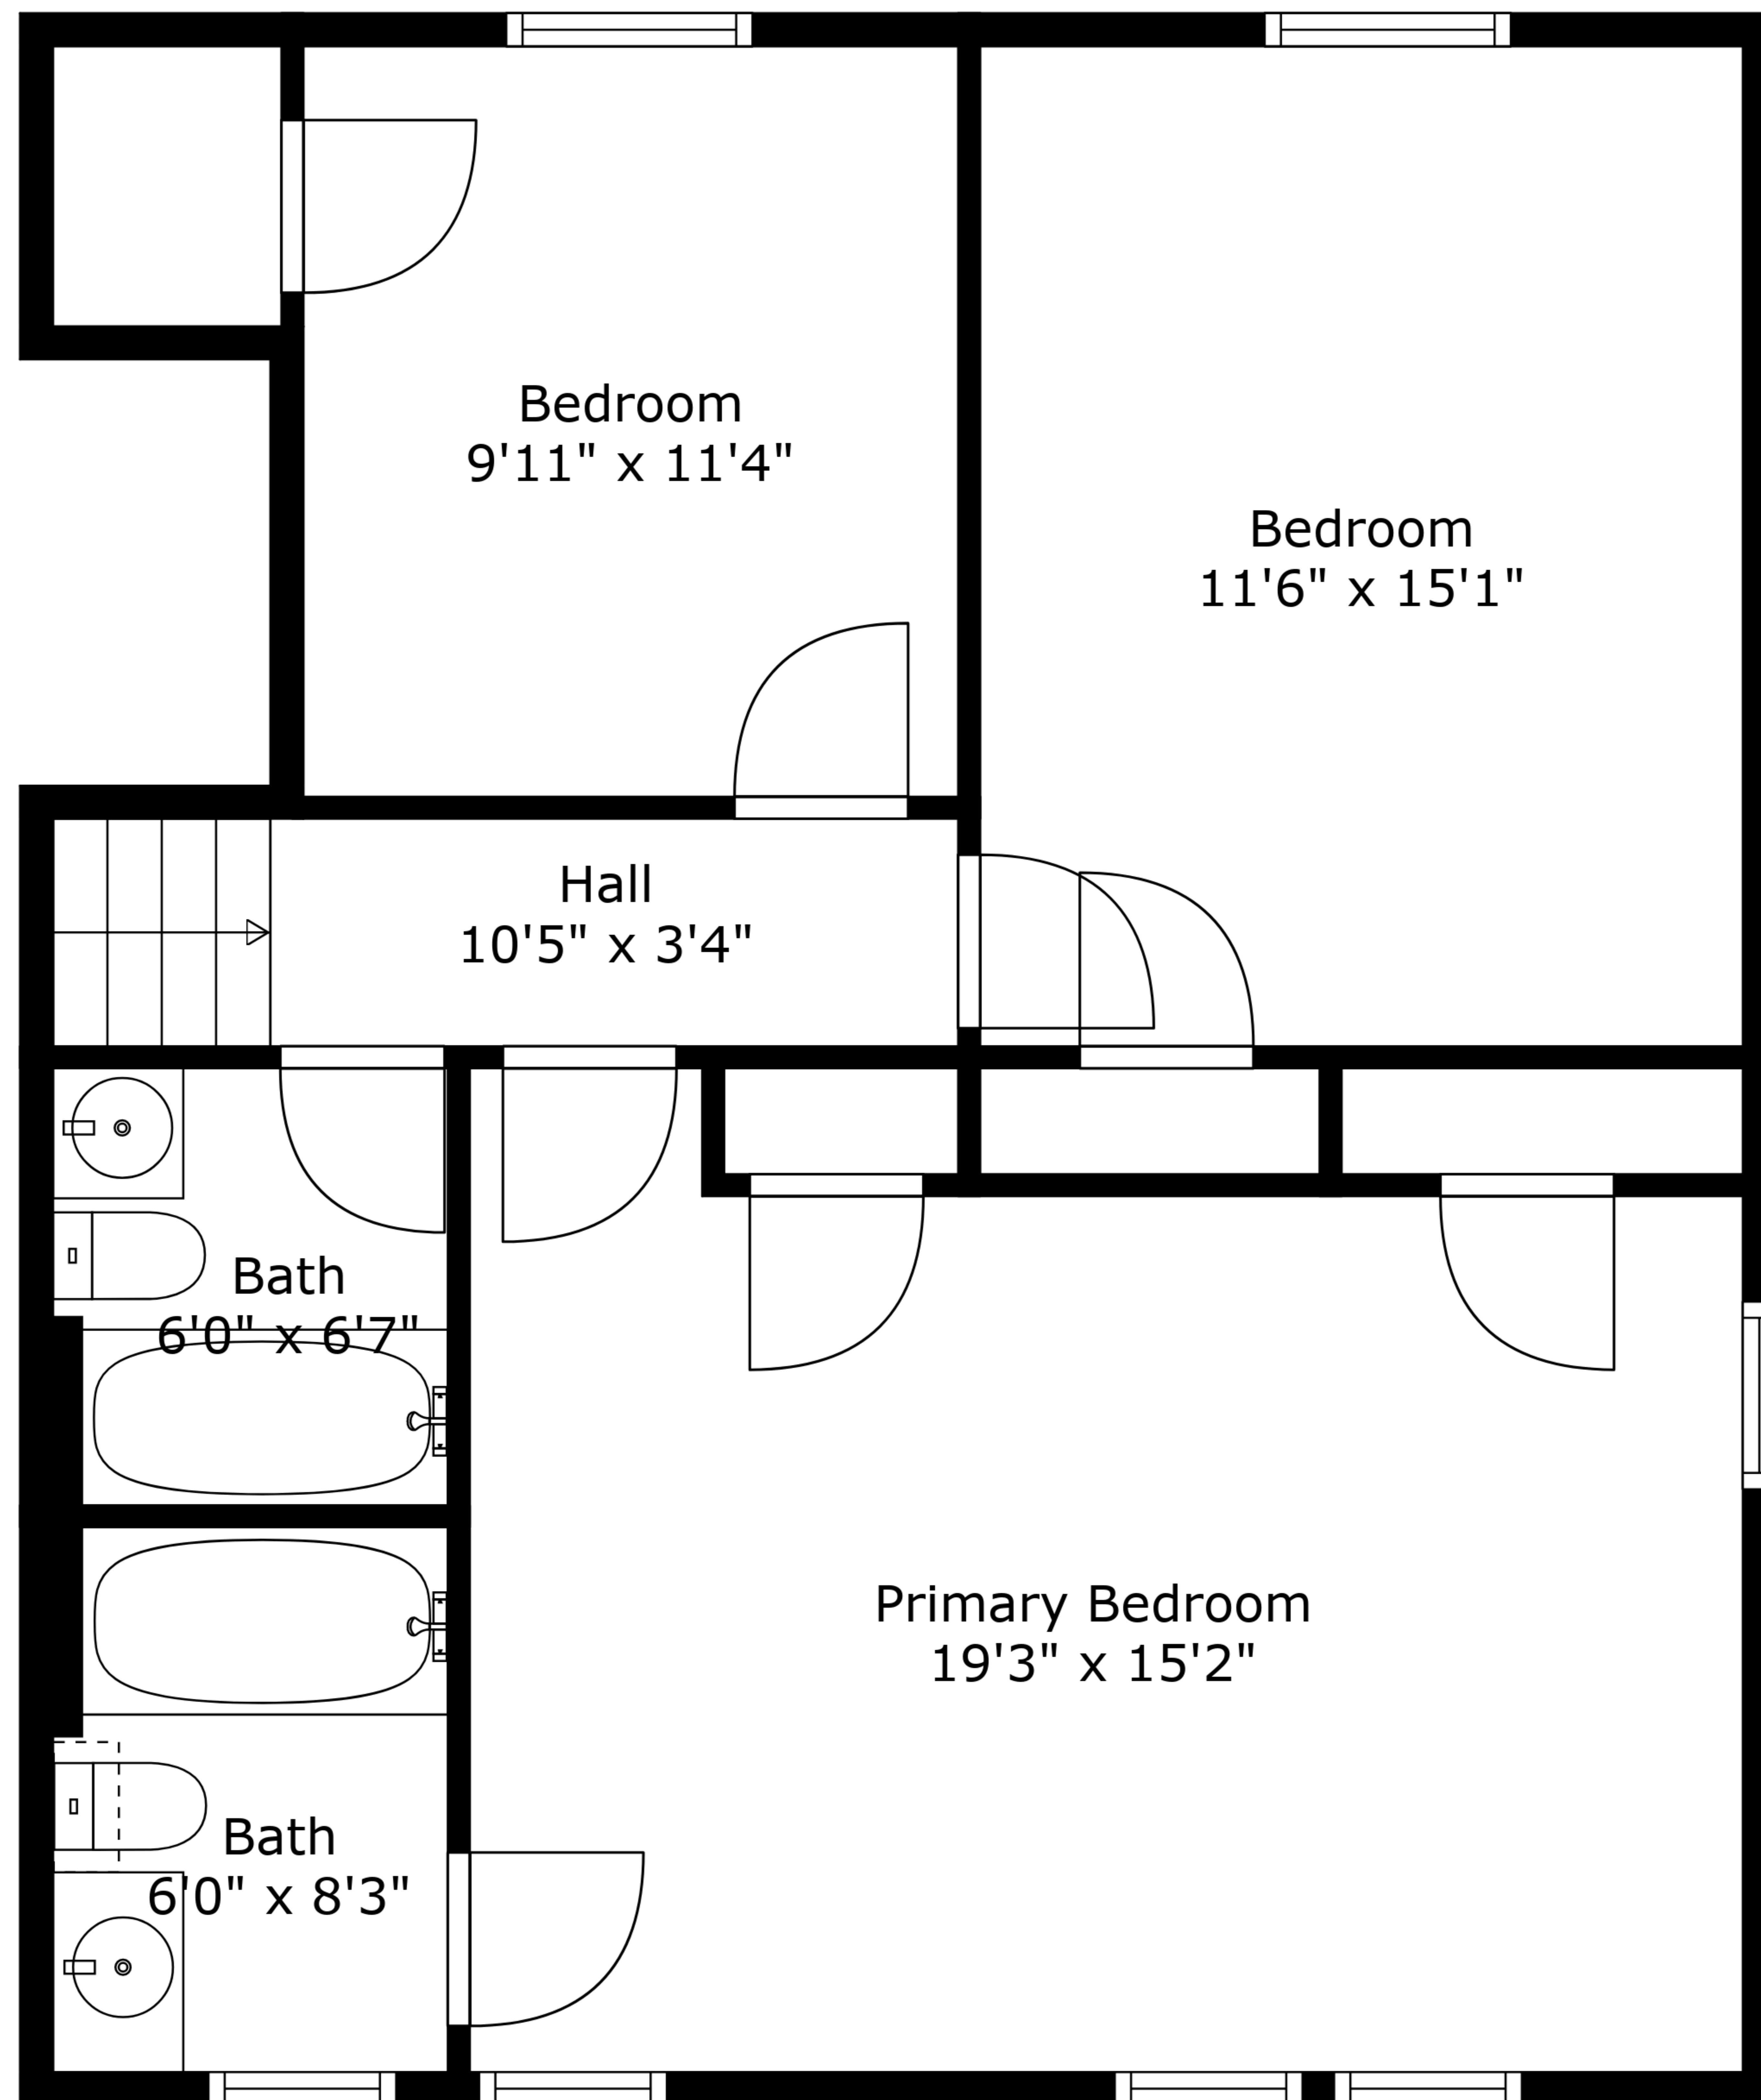 Bedroom
9'11" x 11'4"
Bedroom
11'6" x 15'1"
Hall
10'5" x 3'4"
Bath
6'0" x 6'7"
Primary Bedroom
19'3" x 15'2"
Bath
6'0" x 8'3"